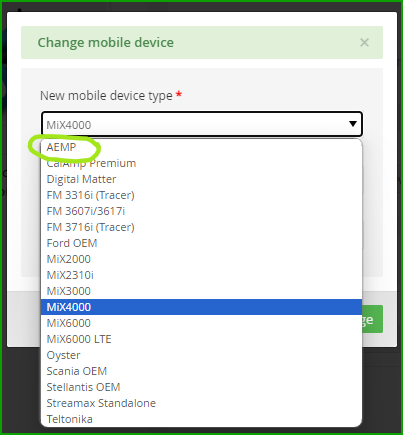 Change mobile device ×
New mobile device type *
MiX4000
AEMP
CalAmp Premium
Digital Matter
FM 3316i (Tracer)
FM 3607i/3617i
FM 3716i (Tracer)
Ford OEM
MiX2000
MiX2310i
MiX3000
MiX4000
MiX6000
MiX6000 LTE
Oyster
Scania OEM
Stellantis OEM
Streamax Standalone
Teltonika